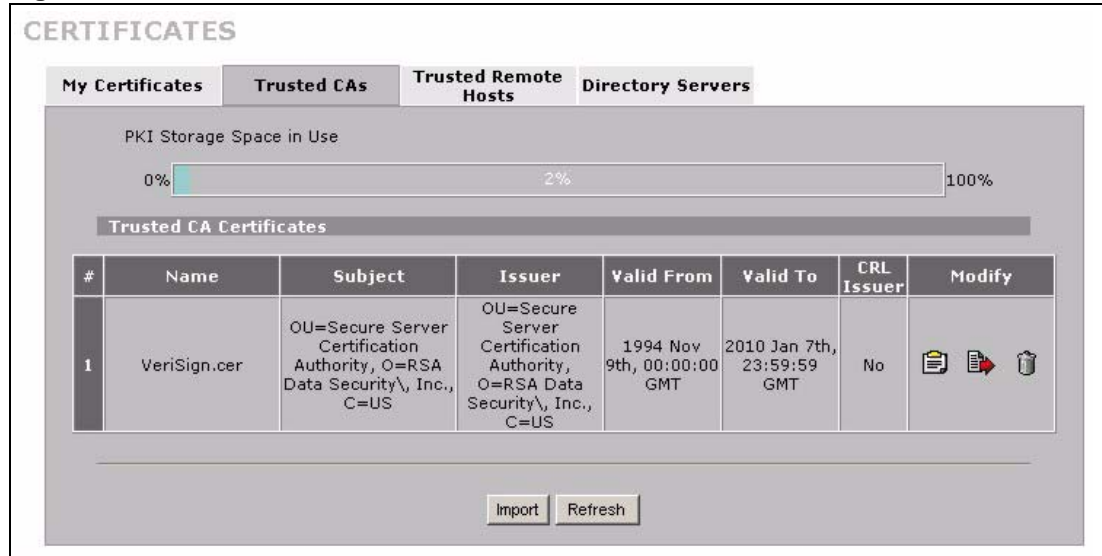 CERTIFICATES
My Certificates
Trusted CAs
Trusted Remote
Hosts
Directory Servers
PKI Storage Space in Use
0%
2%
100%
Trusted CA Certificates
#
Name
Subject
Issuer
Valid From
Valid To
CRL
Issuer
Modify
1
VeriSign.cer
OU=Secure Server
Certification
Authority, O=RSA
Data Security\, Inc.,
C=US
OU=Secure
Server
Certification
Authority,
O=RSA Data
Security\, Inc.,
C=US
1994 Nov
9th, 00:00:00
GMT
2010 Jan 7th,
23:59:59
GMT
No
Import
Refresh